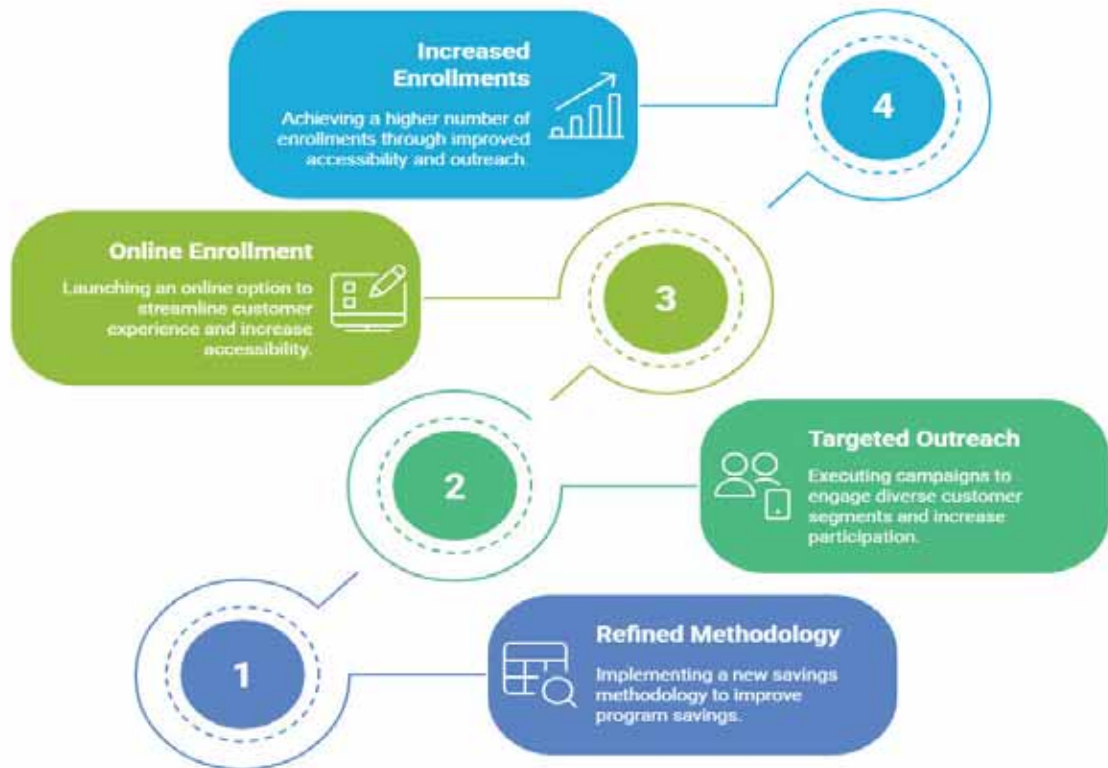 Increased
Enrollments
Achieving a higher number of
enrollments through improved
accessibility and outreach.
4
Online Enrollment
Launching an online option to
streamline customer
experience and increase
accessibility.
3
2
Targeted Outreach
Executing campaigns to
engage diverse customer
segments and increase
participation.
1
Refined Methodology
Implementing a new savings
methodology to improve
program savings.